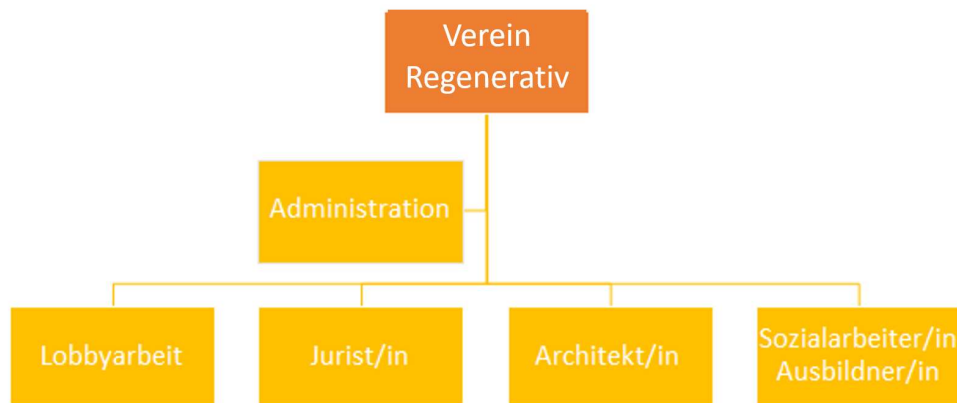 Verein
Regenerativ
Administration
Lobbyarbeit
Jurist/in
Architekt/in
Sozialarbeiter/in
Ausbildner/in